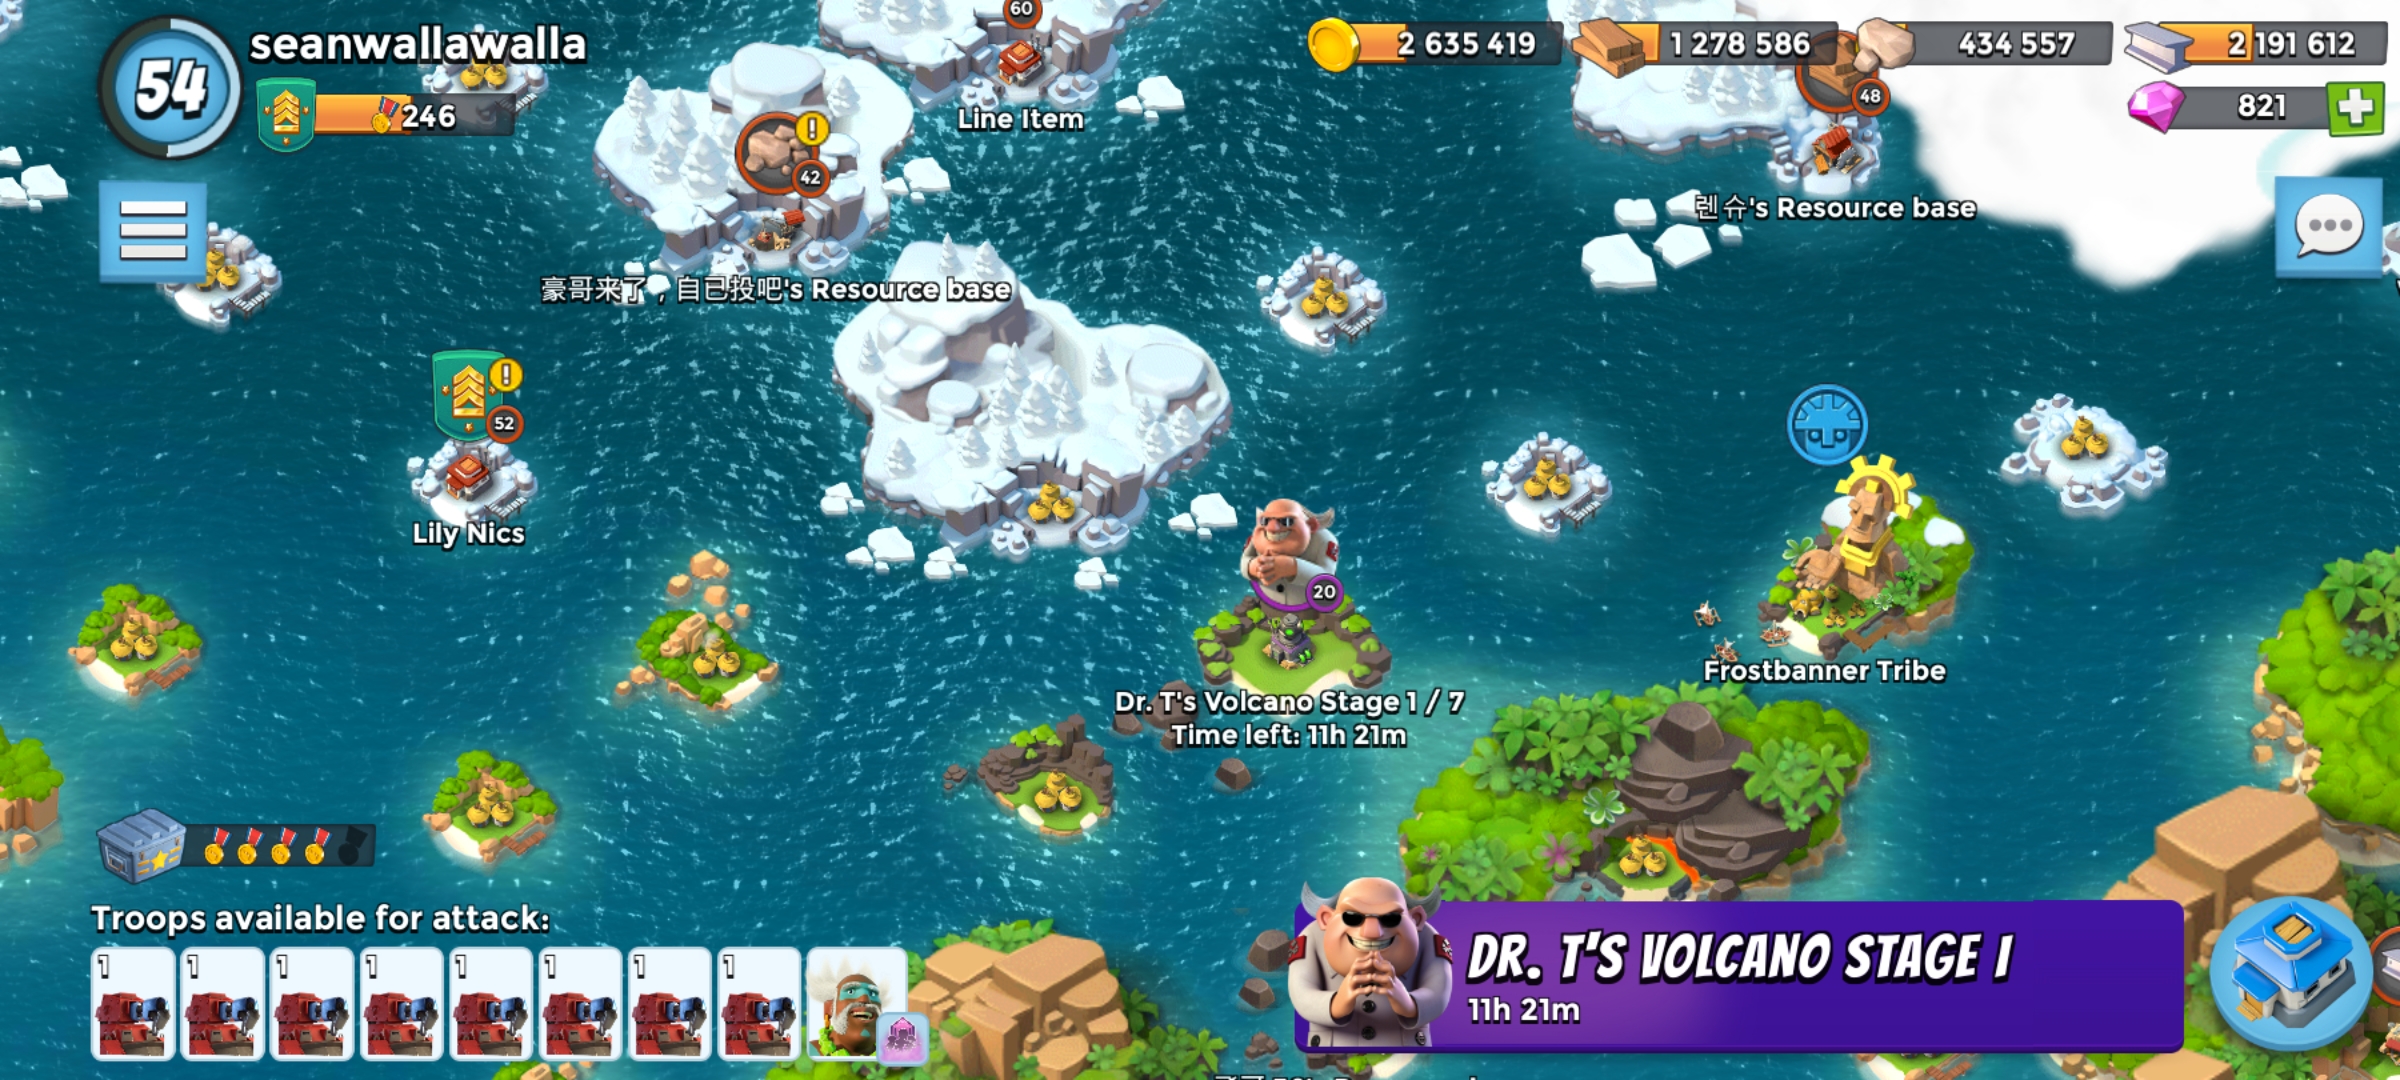 54
seanwallawalla
246
60
Line Item
2 635 419
1 278 586
434 557
2 191 612
821
48
42
렌슈's Resource base
豪哥来了，自已投吧's Resource base
52
Lily Nics
20
Frostbanner Tribe
Dr. T's Volcano Stage 1 / 7
Time left: 11h 21m
Troops available for attack:
1 1 1 1 1 1 1 1
DR. T'S VOLCANO STAGE 1
11h 21m